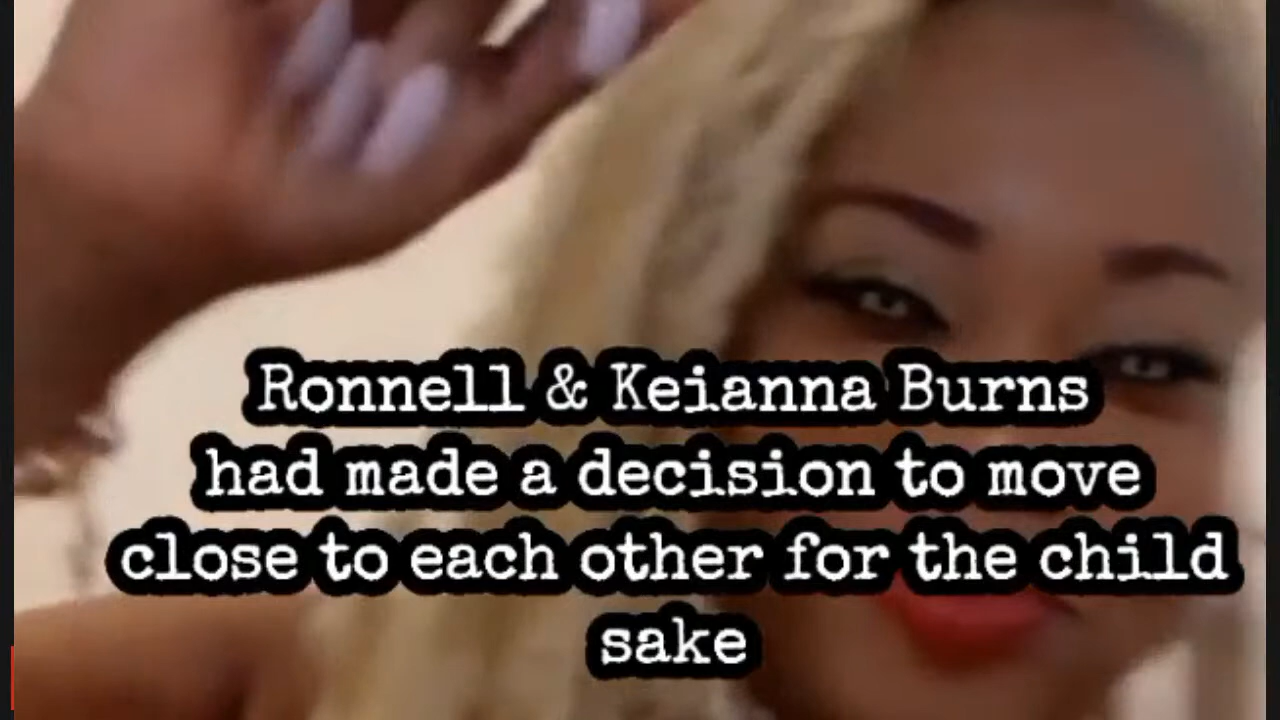 Ronnell & Keianna Burns
had made a decision to move
close to each other for the child
sake